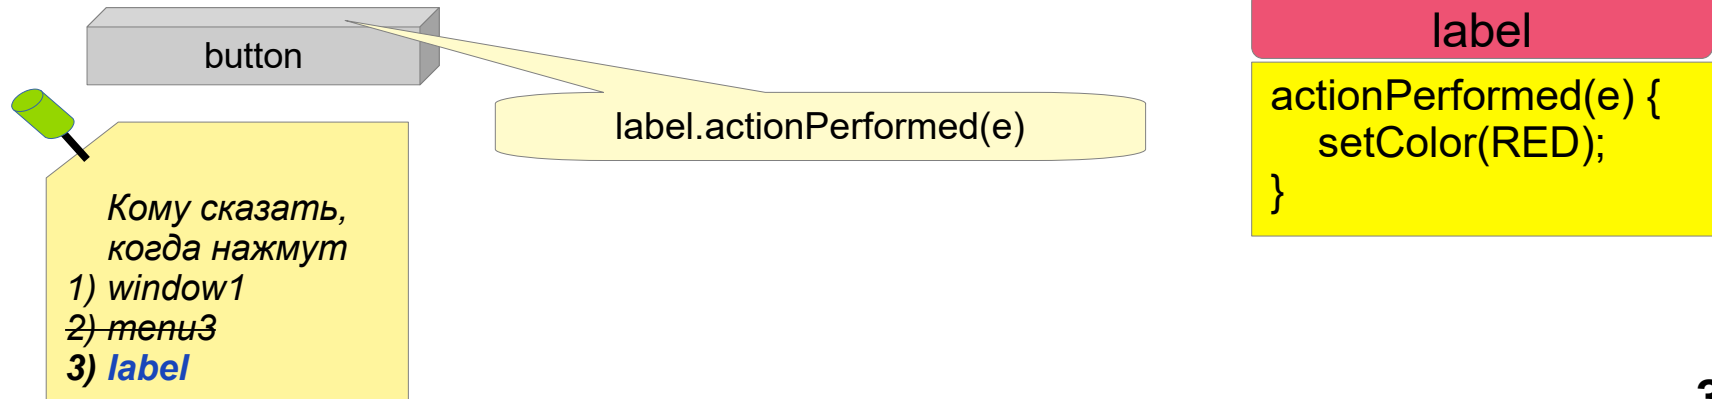 button
label.actionPerformed(e)
label
actionPerformed(e) {
setColor(RED);
}
Кому сказать,
когда нажмут
1) window1
2) menu3
3) label